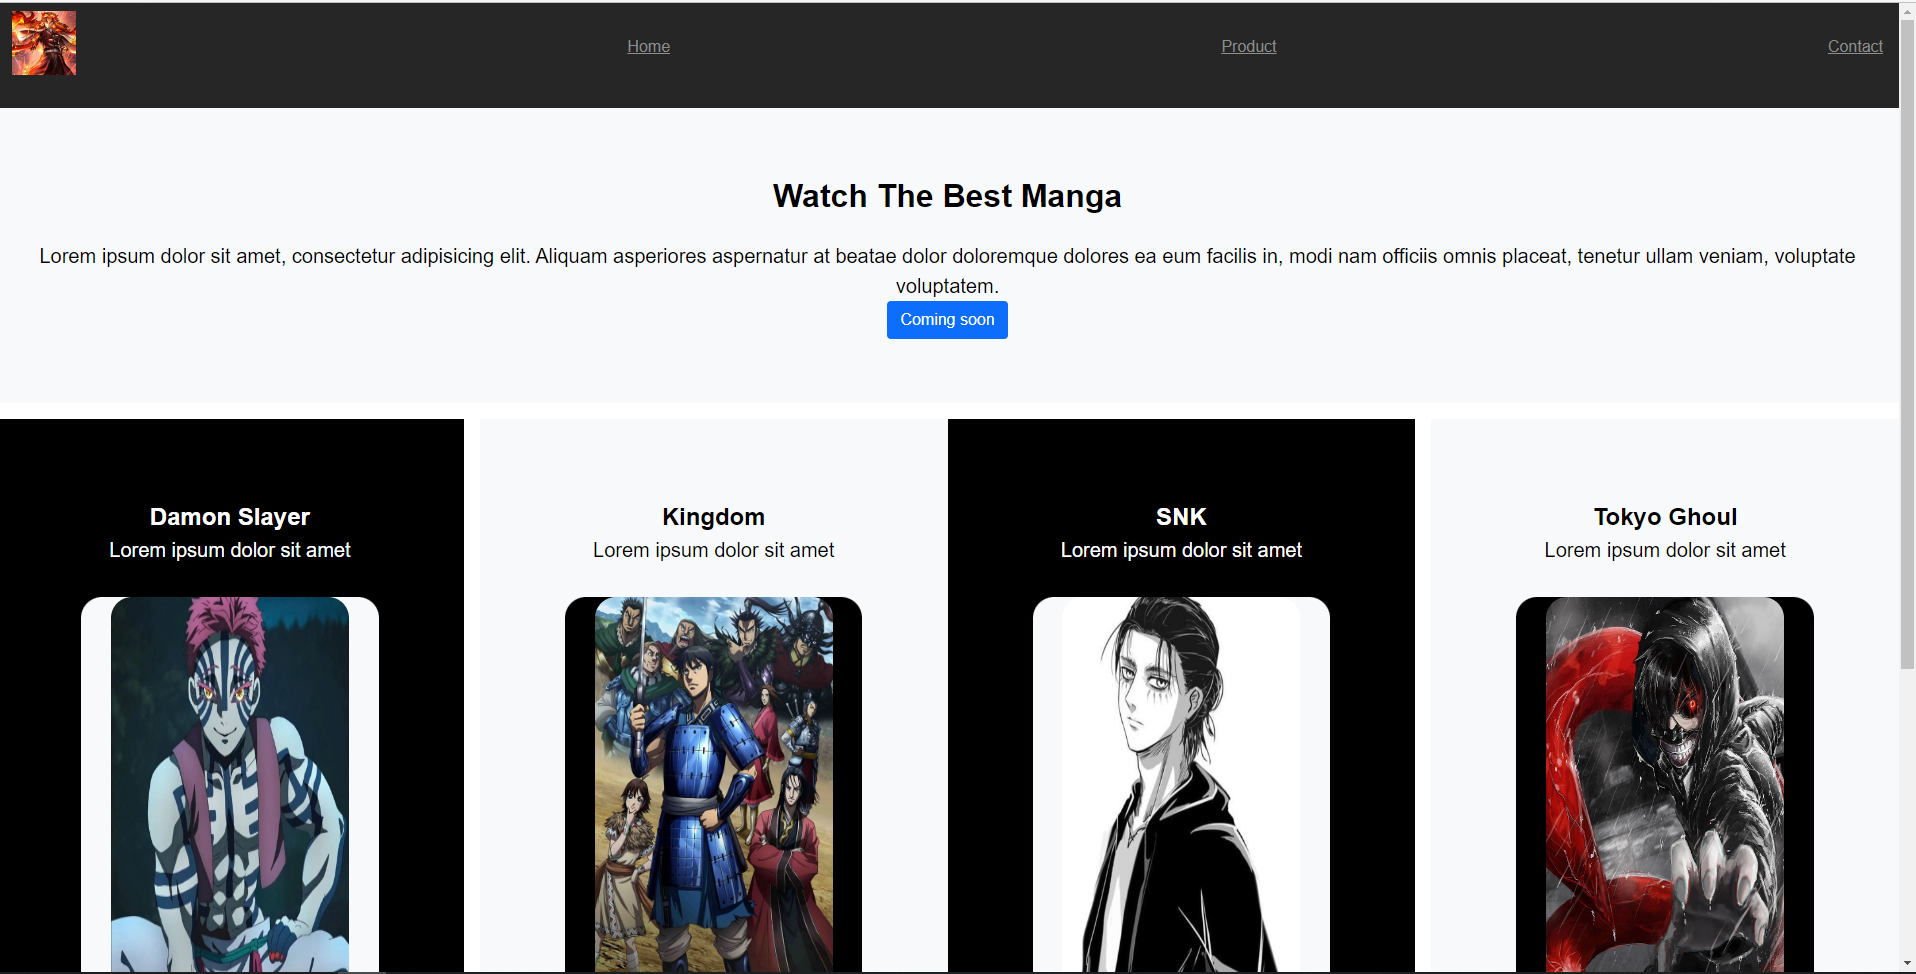 Home Product Contact
Watch The Best Manga
Lorem ipsum dolor sit amet, consectetur adipisicing elit. Aliquam asperiores aspernatur at beatae dolor doloremque dolores ea eum facilis in, modi nam officiis omnis placeat, tenetur ullam veniam, voluptate
voluptatem.
Coming soon
Damon Slayer
Lorem ipsum dolor sit amet
Kingdom
Lorem ipsum dolor sit amet
SNK
Lorem ipsum dolor sit amet
Tokyo Ghoul
Lorem ipsum dolor sit amet